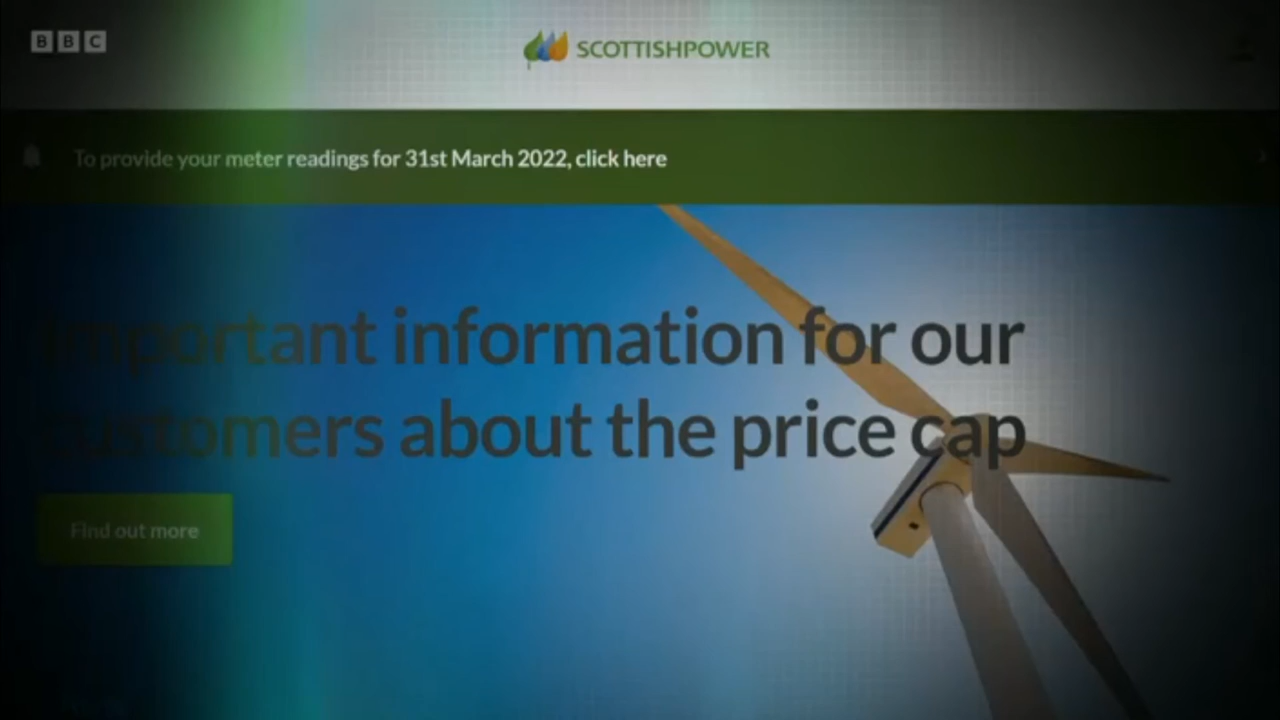 BBC
SCOTTISHPOWER
To provide your meter readings for 31st March 2022, click here
Important information for our
customers about the price cap
Find out more